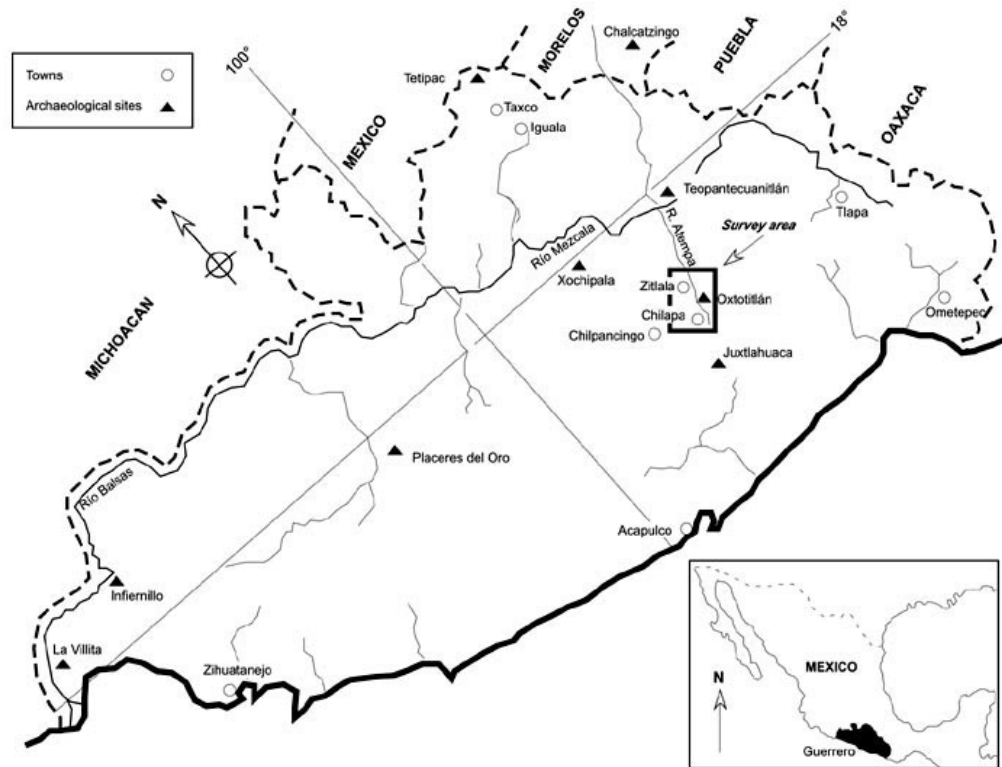 Towns
Archaeological sites
100°
18°
MEXICO
MORELOS
PUEBLA
OAXACA
MICHOACAN
N
Chalcatzingo
Tetipac
Taxco
Iguala
Teopantecuanitlán
Tlapa
R. Atempa
Survey area
Río Mezcala
Xochipala
Zitlala
Oxtotitlán
Chilapa
Chilpancingo
Ometepec
Juxtlahuaca
Placeres del Oro
Río Balsas
Acapulco
Infiernillo
La Villita
Zihuatanejo
MEXICO
N
Guerrero